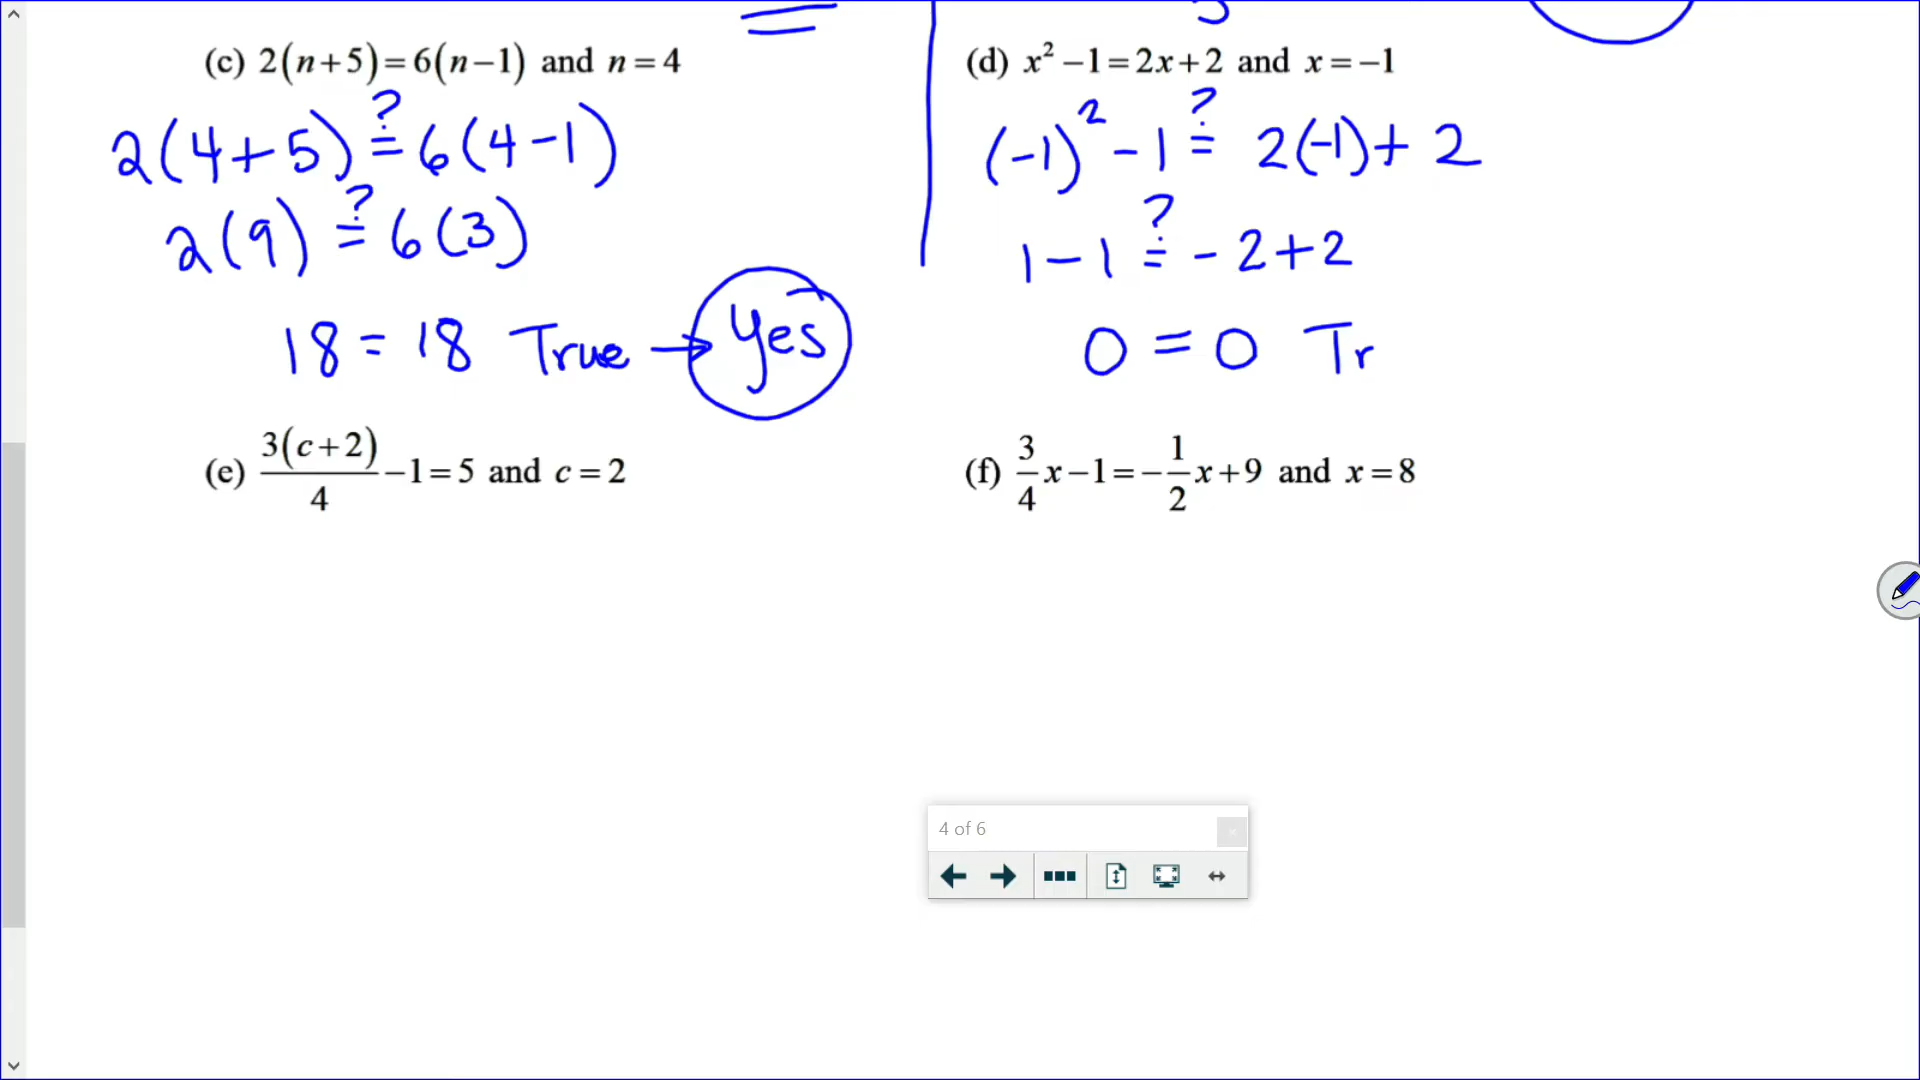 (c) 2(n+5)=6(n−1) and n=4
2(4+5) ≟ 6(4−1)
2(9) ≟ 6(3)
18 = 18 True → Yes
(d) x²−1=2x+2 and x=−1
(-1)² - 1 ≟ 2(-1)+2
1-1 ≟ -2+2
0 = 0 Tr
(e) 3(c+2)/4 −1=5 and c=2
(f) 3/4 x−1=−1/2 x+9 and x=8
4 of 6